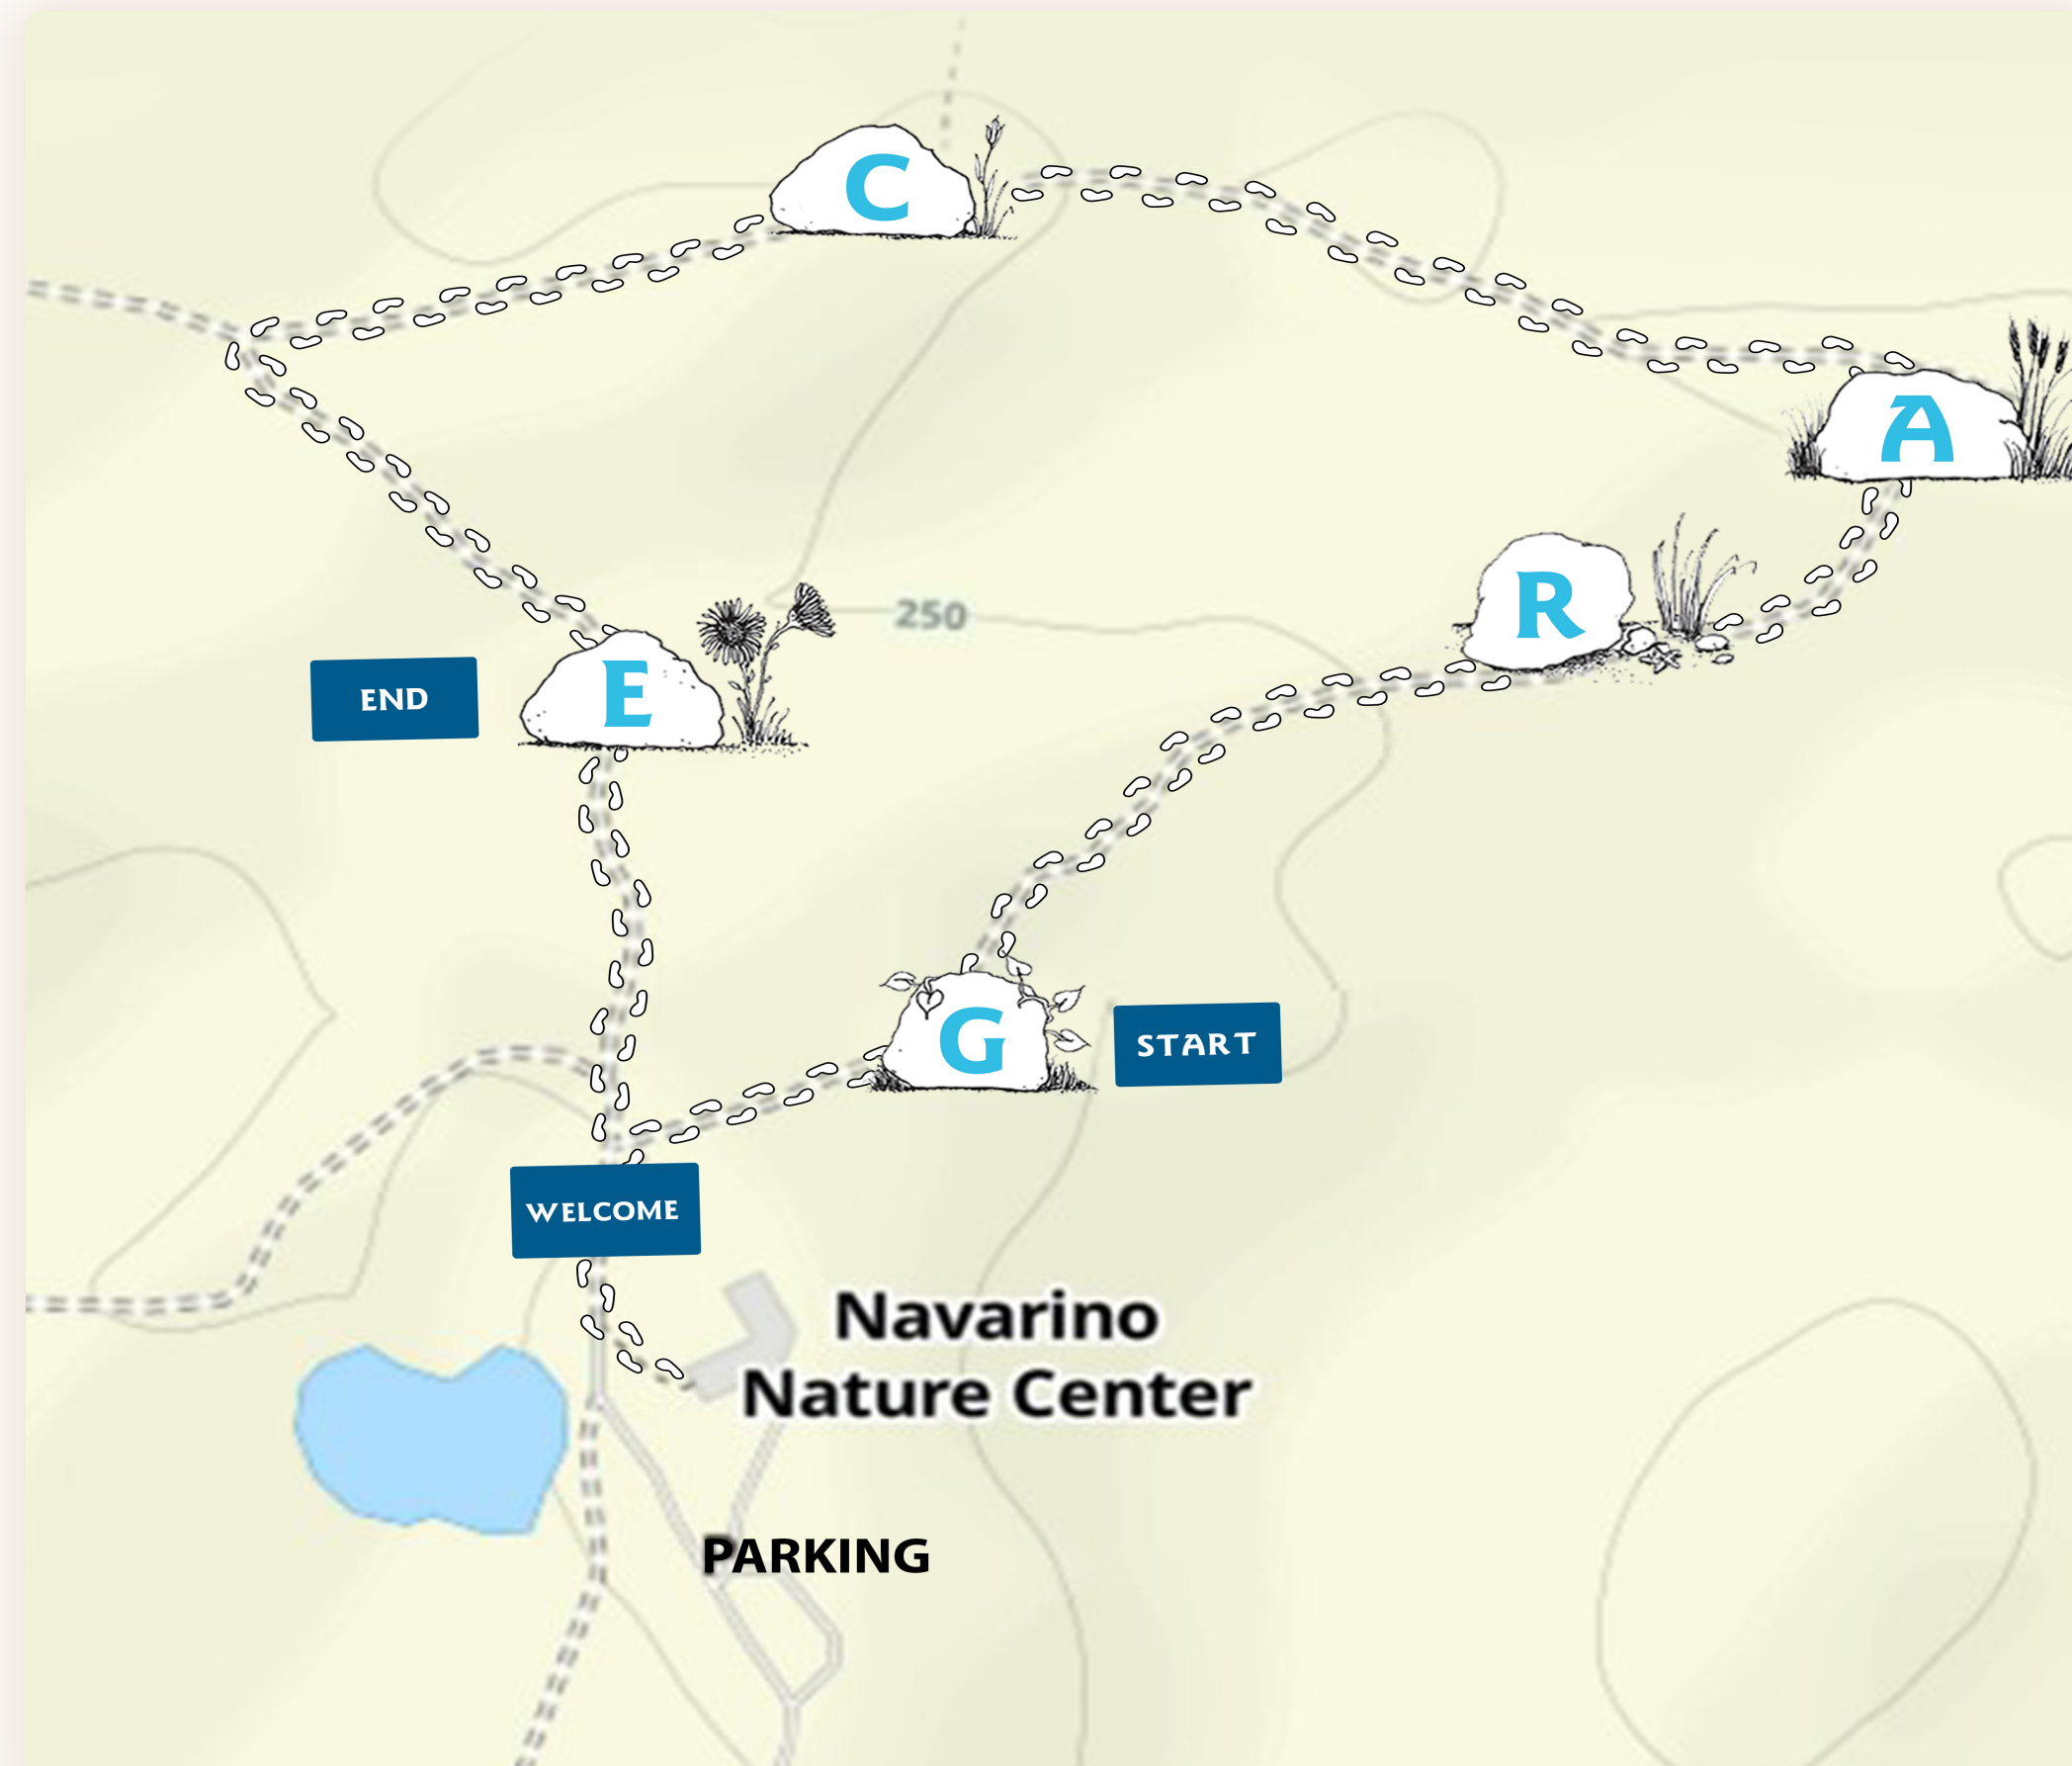 C
A
R
250
E
END
G
START
WELCOME
Navarino
Nature Center
PARKING